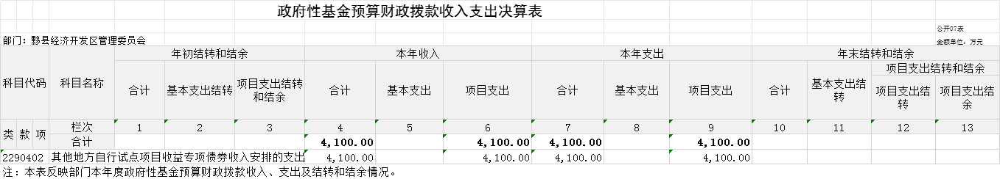 政府性基金预算财政拨款收入支出决算表
公开07表
部门：黟县经济开发区管理委员会
金额单位：万元
科目代码 科目名称 年初结转和结余 本年收入 本年支出 年末结转和结余
合计 基本支出结转 项目支出结转和结余 合计 基本支出 项目支出 合计 基本支出 项目支出 合计 基本支出结转 项目支出结转和结余
项目支出结转 项目支出结余
类 款 项 栏次 1 2 3 4 5 6 7 8 9 10 11 12 13
合计 4,100.00 4,100.00 4,100.00 4,100.00
2290402 其他地方自行试点项目收益专项债券收入安排的支出 4,100.00 4,100.00 4,100.00 4,100.00
注：本表反映部门本年度政府性基金预算财政拨款收入、支出及结转和结余情况。